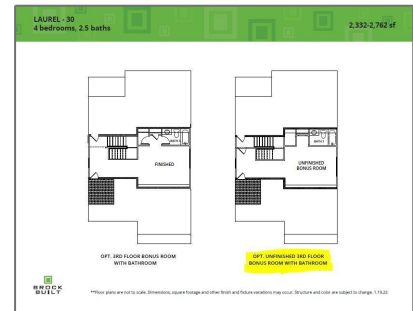 LAUREL - 30
4 bedrooms, 2.5 baths
2,332-2,762 sf
BATH 3
FINISHED
BATH 3
UNFINISHED
BONUS ROOM
OPT. 3RD FLOOR BONUS ROOM
WITH BATHROOM
OPT. UNFINISHED 3RD FLOOR
BONUS ROOM WITH BATHROOM
BROCK
BUILT
**Floor plans are not to scale. Dimensions, square footage and other finish and fixture variations may occur. Structure and color are subject to change. 1.19.22